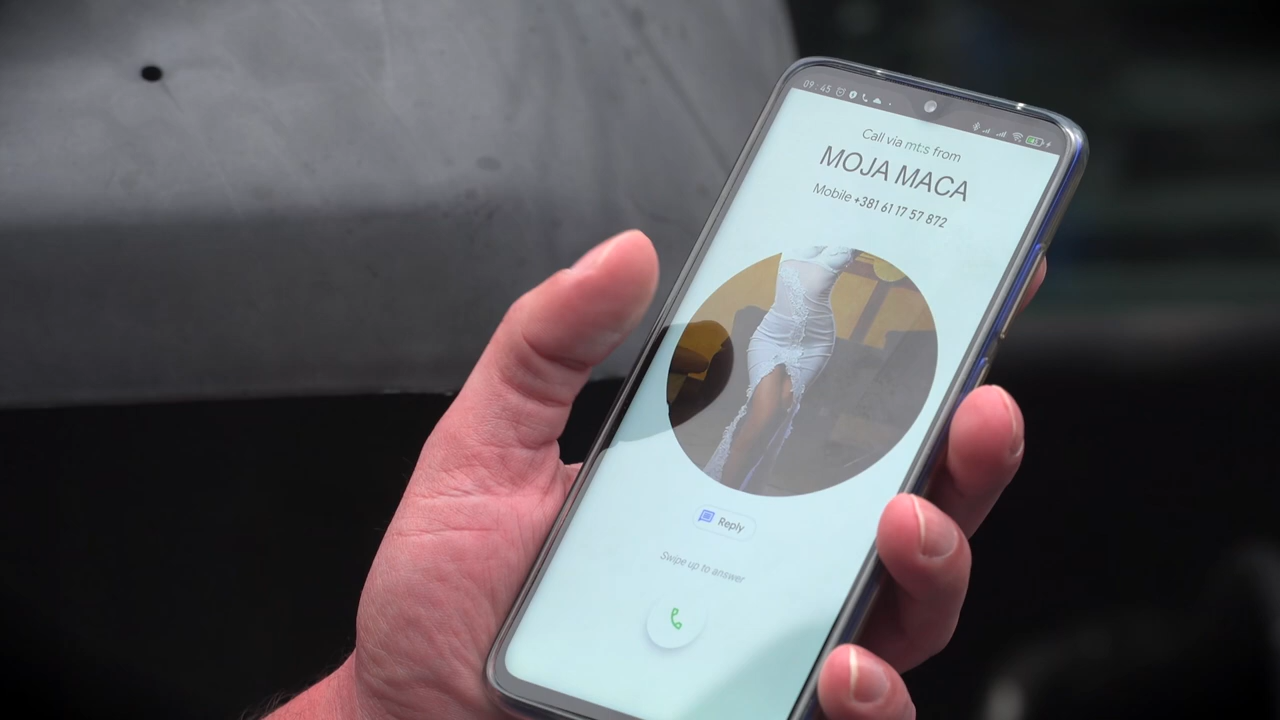 09:45
Call via mt:s from
MOJA MACA
Mobile +381 61 17 57 872
Reply
Swipe up to answer